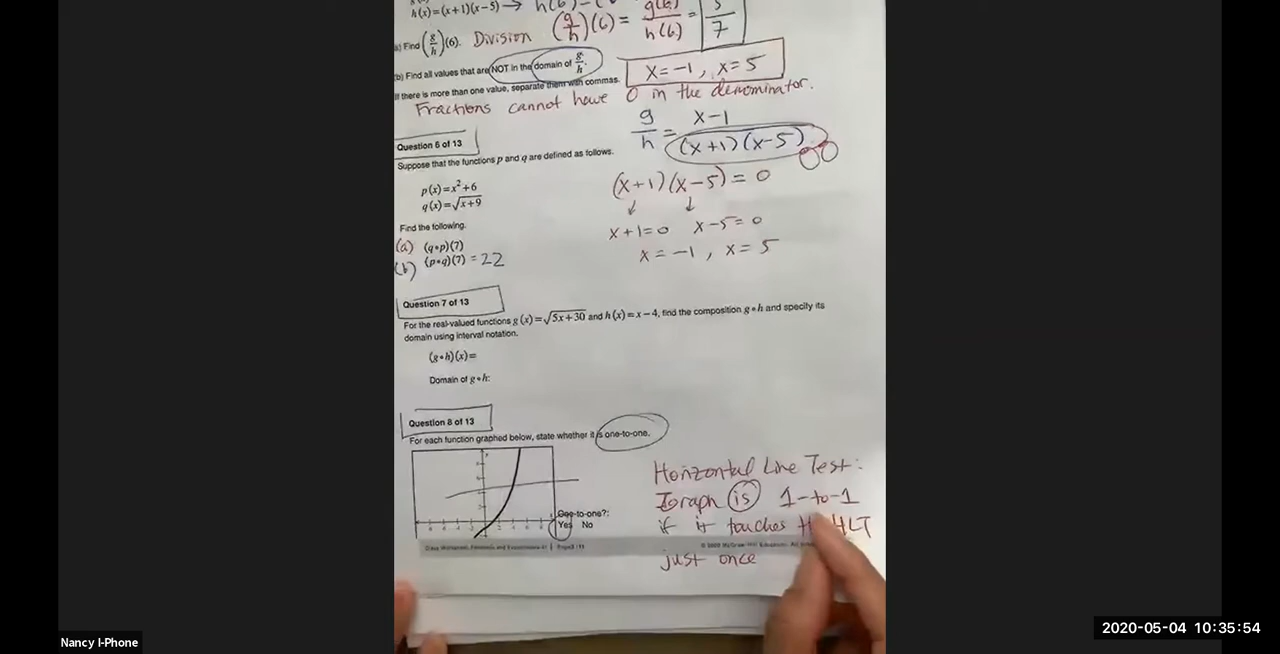 h(x)=(x+1)(x-5) → h(6)
a) Find (g/h)(6). Division (g/h)(6) = g(6)/h(6) = 5/7
(b) Find all values that are NOT in the domain of g/h.
x=-1, x=5
If there is more than one value, separate them with commas.
Fractions cannot have 0 in the denominator.
g/h = x-1/(x+1)(x-5)
Question 6 of 13
Suppose that the functions p and q are defined as follows.
(x+1)(x-5)=0
p(x)=x²+6
q(x)=√x+9
x+1=0 x-5=0
Find the following.
x=-1, x=5
(a) (q∘p)(7)
(b) (p∘q)(7) = 22
Question 7 of 13
For the real-valued functions g(x)=√5x+30 and h(x)=x-4, find the composition g∘h and specify its
domain using interval notation.
(g∘h)(x)=
Domain of g∘h:
Question 8 of 13
For each function graphed below, state whether it is one-to-one.
Horizontal Line Test:
graph is 1-to-1
if it touches HLT
just once
One-to-one?:
Yes No
Nancy I-Phone
2020-05-04 10:35:54